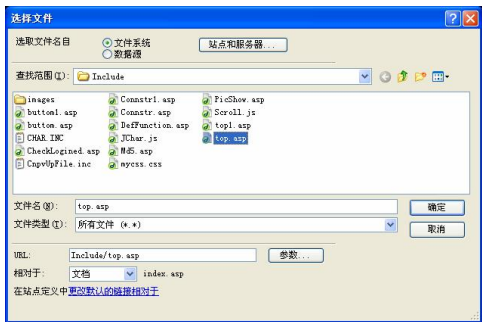 选择文件
选取文件名自
文件系统
数据源
站点和服务器...
查找范围(I):
Include
images
Connstr1.asp
PicShow.asp
buttom1.asp
Connstr.asp
Scroll.js
buttom.asp
DefFunction.asp
top1.asp
CHAR.INC
JChar.js
top.asp
CheckLogined.asp
Md5.asp
CnpvUpFile.inc
mycss.css
文件名(N):
top.asp
确定
文件类型(T):
所有文件 (*.*)
取消
URL:
Include/top.asp
参数...
相对于:
文档
index.asp
在站点定义中更改默认的链接相对于